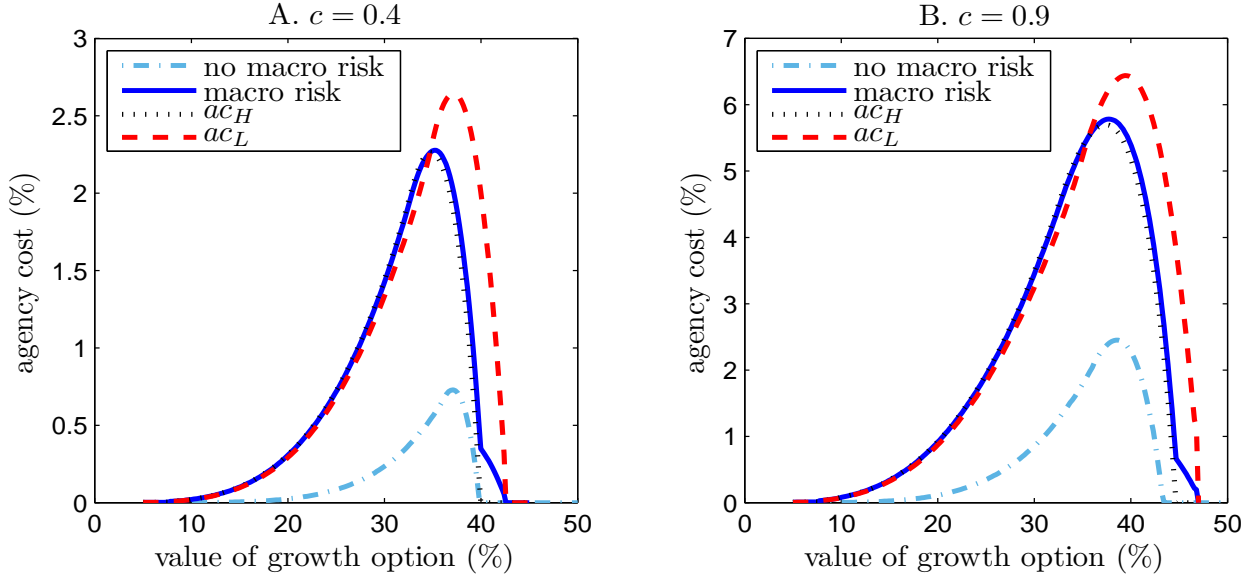 A. c = 0.4
3
2.5
2
1.5
1
0.5
0
agency cost (%)
no macro risk
macro risk
ac_H
ac_L
0 10 20 30 40 50
value of growth option (%)
B. c = 0.9
7
6
5
4
3
2
1
0
agency cost (%)
no macro risk
macro risk
ac_H
ac_L
0 10 20 30 40 50
value of growth option (%)